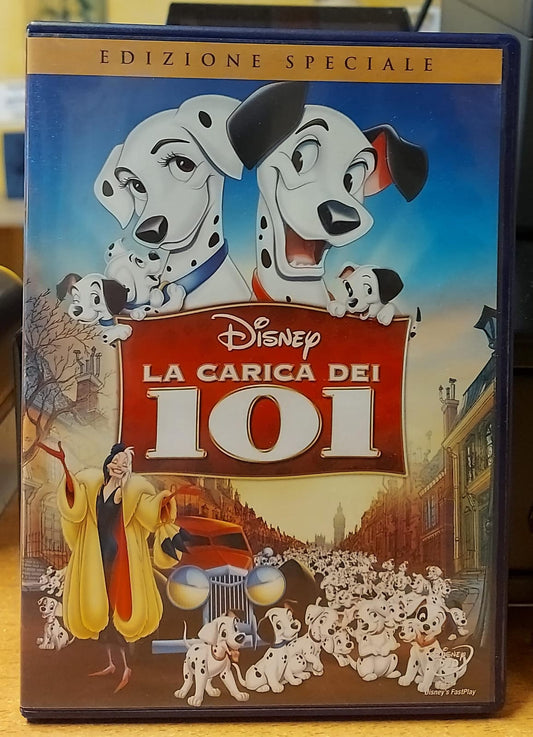 EDIZIONE SPECIALE
Disney
LA CARICA DEI
101
Disney's FastPlay